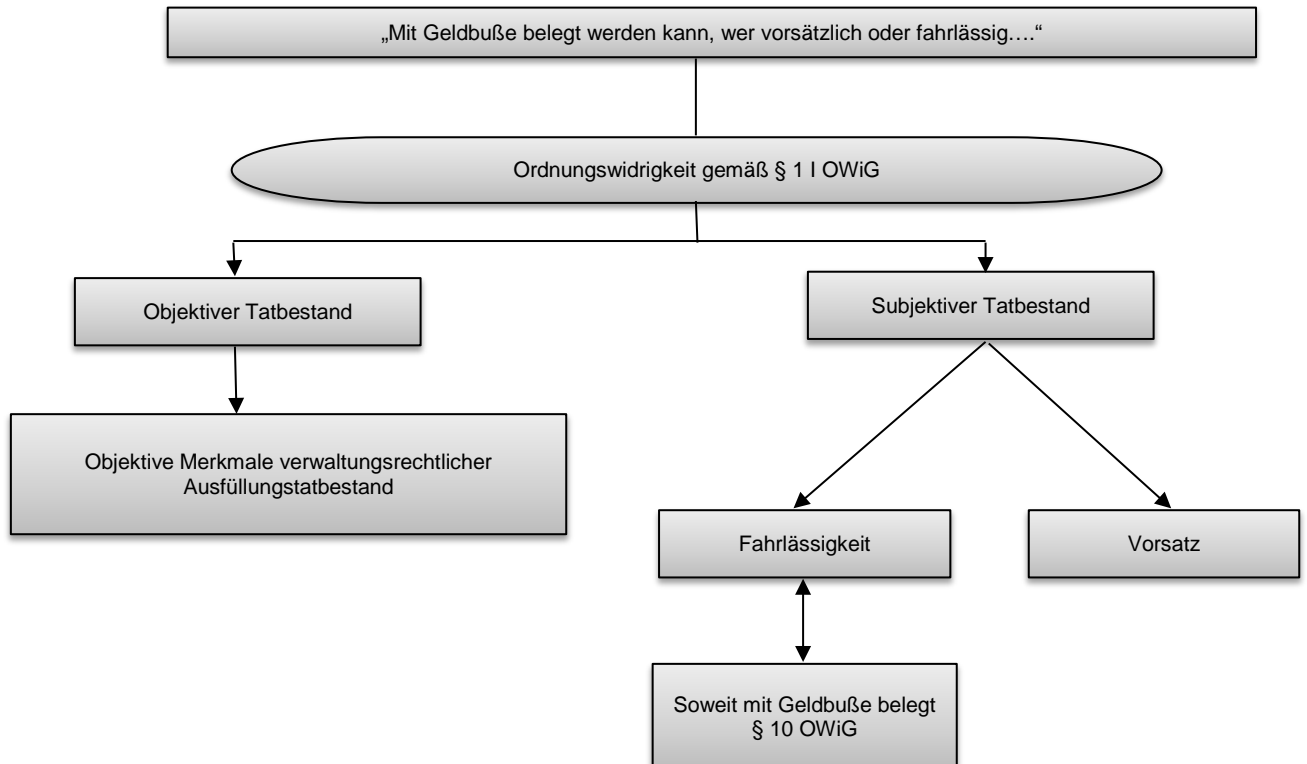 „Mit Geldbuße belegt werden kann, wer vorsätzlich oder fahrlässig….“
Ordnungswidrigkeit gemäß § 1 I OWiG
Objektiver Tatbestand
Subjektiver Tatbestand
Objektive Merkmale verwaltungsrechtlicher
Ausfüllungstatbestand
Fahrlässigkeit
Vorsatz
Soweit mit Geldbuße belegt
§ 10 OWiG